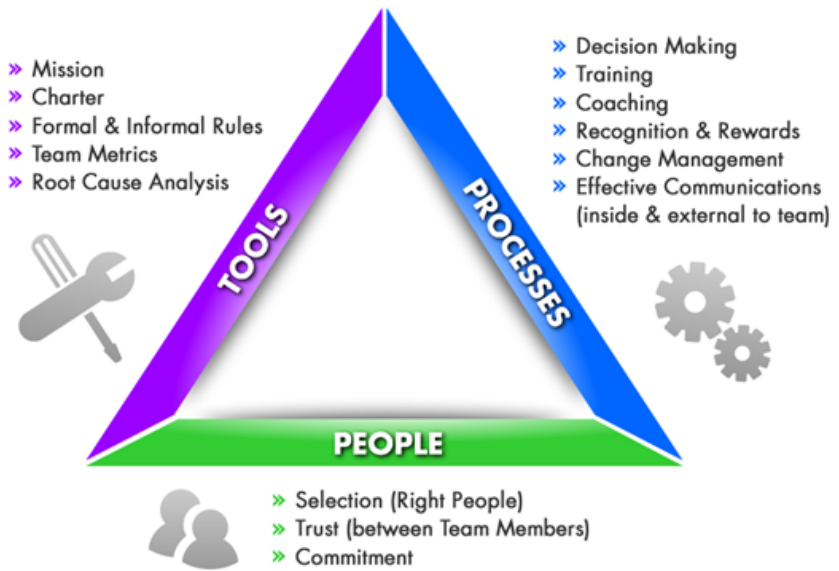 » Mission
» Charter
» Formal & Informal Rules
» Team Metrics
» Root Cause Analysis
» Decision Making
» Training
» Coaching
» Recognition & Rewards
» Change Management
» Effective Communications
(inside & external to team)
TOOLS
PROCESSES
PEOPLE
» Selection (Right People)
» Trust (between Team Members)
» Commitment